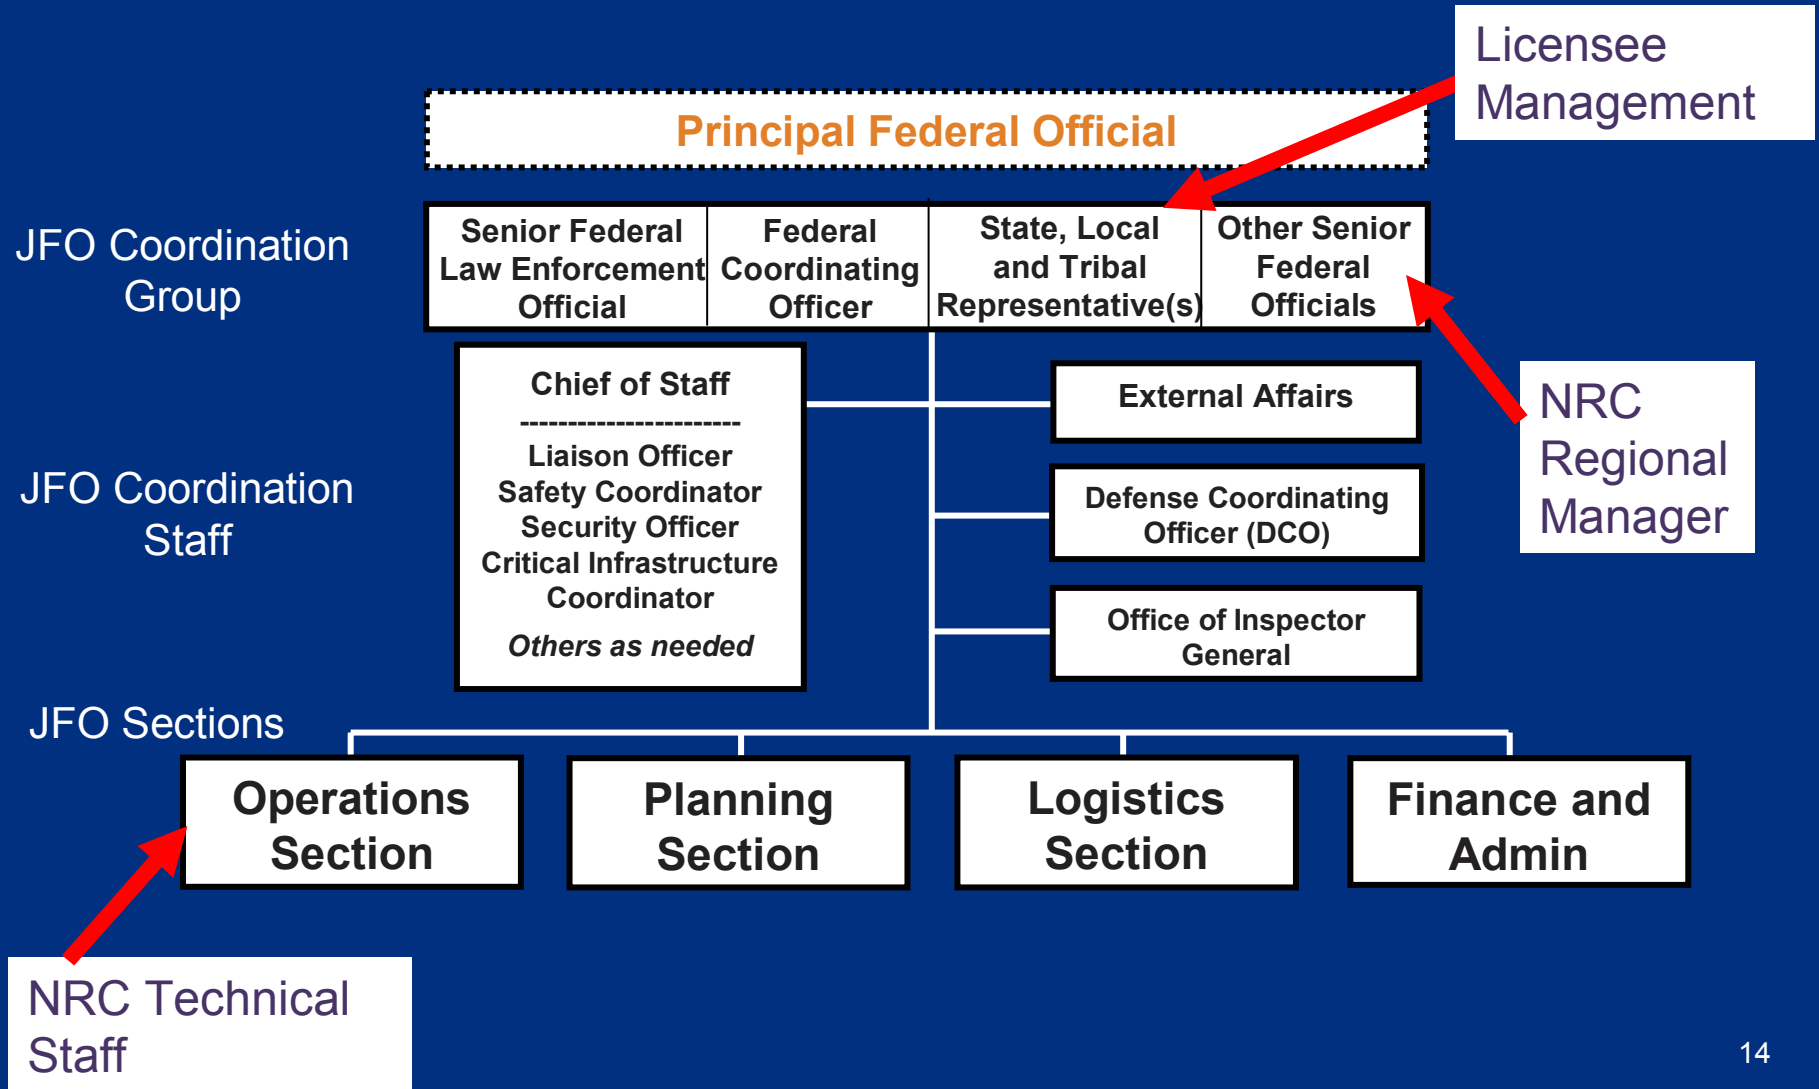 Licensee
Management
Principal Federal Official
JFO Coordination
Group
Senior Federal
Law Enforcement
Official
Federal
Coordinating
Officer
State, Local
and Tribal
Representative(s)
Other Senior
Federal
Officials
NRC
Regional
Manager
JFO Coordination
Staff
Chief of Staff
-----------------------
Liaison Officer
Safety Coordinator
Security Officer
Critical Infrastructure
Coordinator
Others as needed
External Affairs
Defense Coordinating
Officer (DCO)
Office of Inspector
General
JFO Sections
Operations
Section
Planning
Section
Logistics
Section
Finance and
Admin
NRC Technical
Staff
14